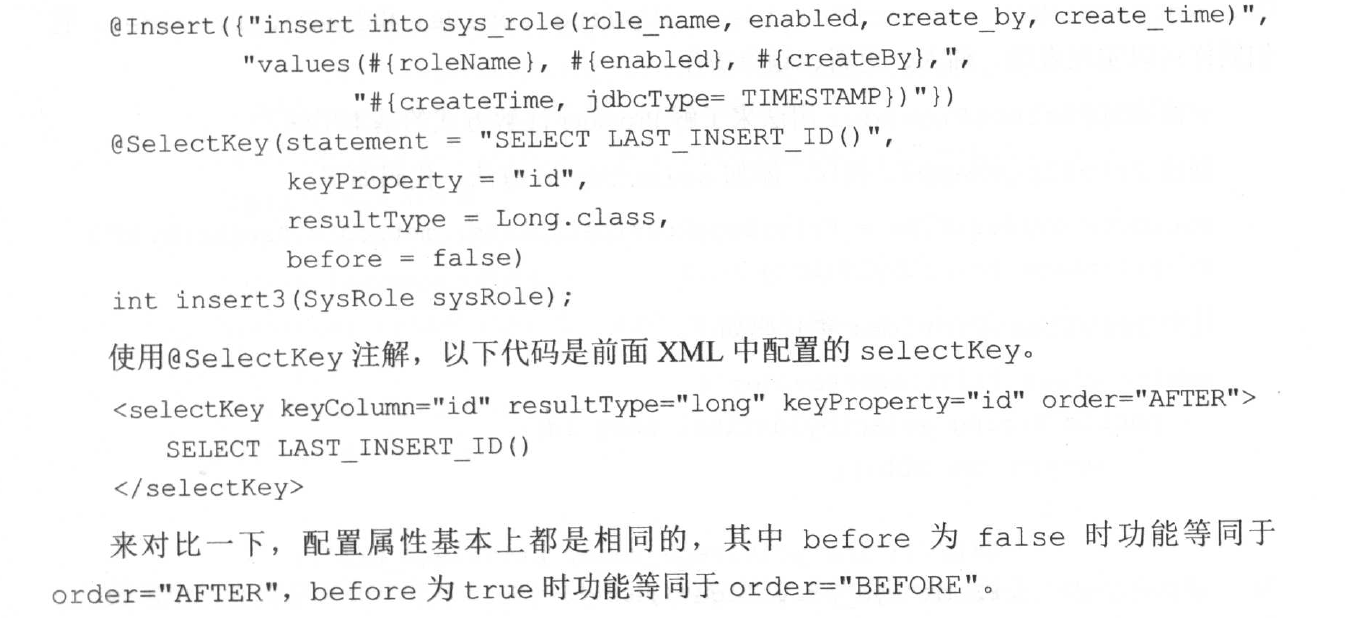 @Insert({"insert into sys_role(role_name, enabled, create_by, create_time)",
"values(#{roleName}, #{enabled}, #{createBy},",
"#{createTime, jdbcType= TIMESTAMP})"})
@SelectKey(statement = "SELECT LAST_INSERT_ID()",
keyProperty = "id",
resultType = Long.class,
before = false)
int insert3(SysRole sysRole);
使用@SelectKey 注解，以下代码是前面 XML 中配置的 selectKey。
<selectKey keyColumn="id" resultType="long" keyProperty="id" order="AFTER">
SELECT LAST_INSERT_ID()
</selectKey>
来对比一下，配置属性基本上都是相同的，其中 before 为 false 时功能等同于
order="AFTER"，before 为 true 时功能等同于 order="BEFORE"。